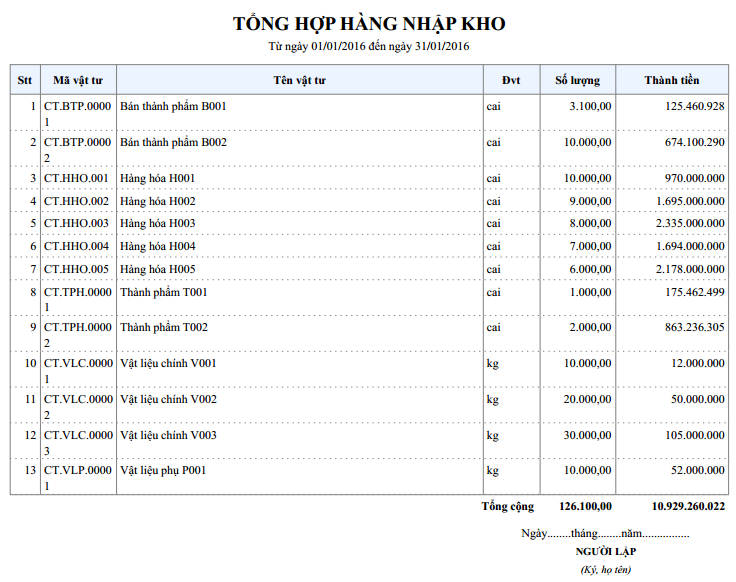 TỔNG HỢP HÀNG NHẬP KHO
Từ ngày 01/01/2016 đến ngày 31/01/2016
Stt Mã vật tư Tên vật tư Đvt Số lượng Thành tiền
1 CT.BTP.0000 Bán thành phẩm B001 cai 3.100,00 125.460.928
1
2 CT.BTP.0000 Bán thành phẩm B002 cai 10.000,00 674.100.290
2
3 CT.HHO.001 Hàng hóa H001 cai 10.000,00 970.000.000
4 CT.HHO.002 Hàng hóa H002 cai 9.000,00 1.695.000.000
5 CT.HHO.003 Hàng hóa H003 cai 8.000,00 2.335.000.000
6 CT.HHO.004 Hàng hóa H004 cai 7.000,00 1.694.000.000
7 CT.HHO.005 Hàng hóa H005 cai 6.000,00 2.178.000.000
8 CT.TPH.0000 Thành phẩm T001 cai 1.000,00 175.462.499
1
9 CT.TPH.0000 Thành phẩm T002 cai 2.000,00 863.236.305
2
10 CT.VLC.0000 Vật liệu chính V001 kg 10.000,00 12.000.000
1
11 CT.VLC.0000 Vật liệu chính V002 kg 20.000,00 50.000.000
2
12 CT.VLC.0000 Vật liệu chính V003 kg 30.000,00 105.000.000
3
13 CT.VLP.0000 Vật liệu phụ P001 kg 10.000,00 52.000.000
1
Tổng cộng 126.100,00 10.929.260.022
Ngày........tháng........năm................
NGƯỜI LẬP
(Ký, họ tên)